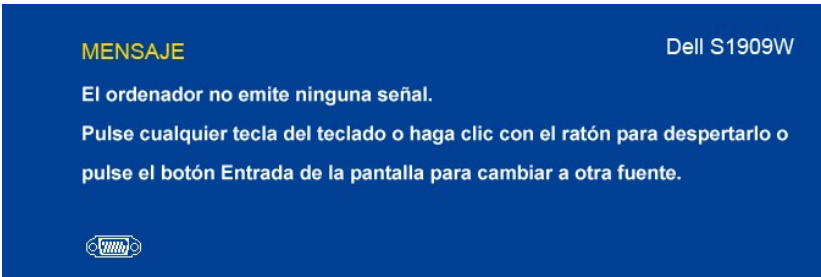 MENSAJE
Dell S1909W
El ordenador no emite ninguna señal.
Pulse cualquier tecla del teclado o haga clic con el ratón para despertarlo o
pulse el botón Entrada de la pantalla para cambiar a otra fuente.